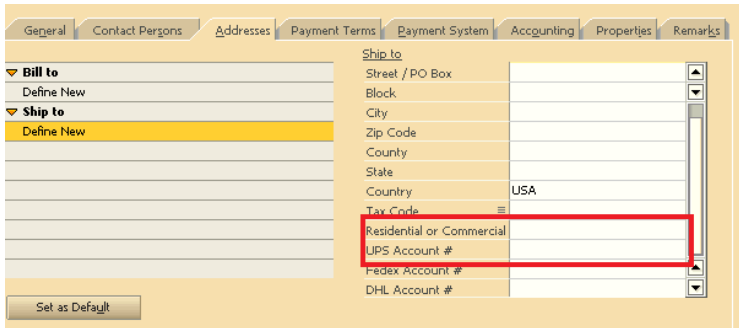 General Contact Persons Addresses Payment Terms Payment System Accounting Properties Remarks
Ship to
Bill to
Define New
Ship to
Define New
Street / PO Box
Block
City
Zip Code
County
State
Country USA
Tax Code
Residential or Commercial
UPS Account #
Fedex Account #
DHL Account #
Set as Default